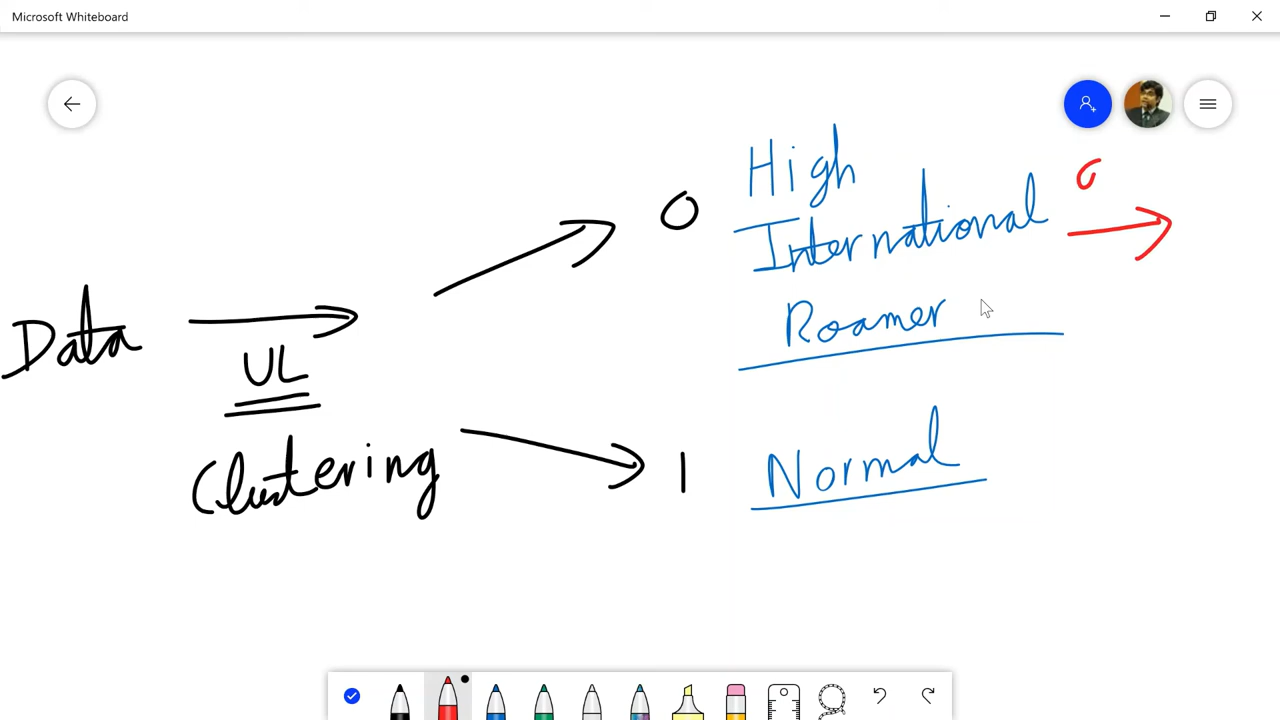 Microsoft Whiteboard
High
0
International
Roamer
Data
UL
Clustering
1
Normal